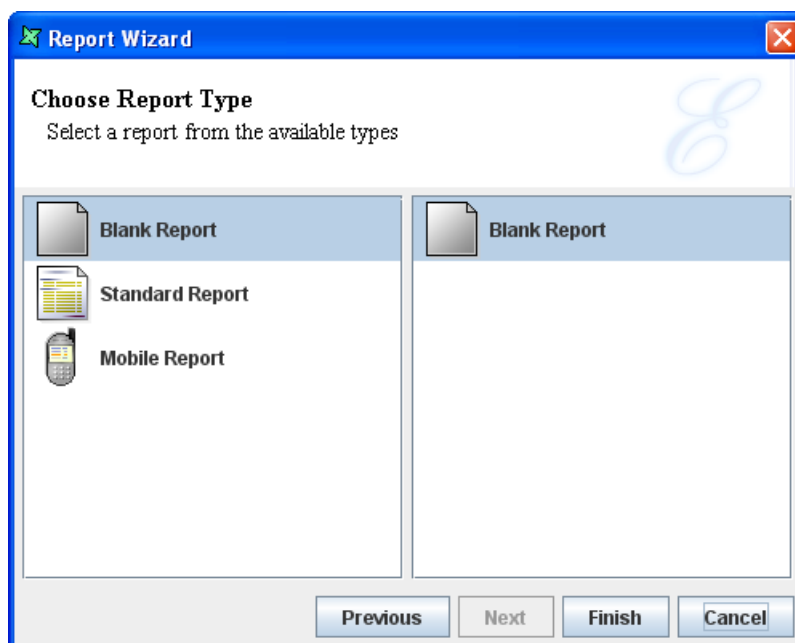 Report Wizard
Choose Report Type
Select a report from the available types
Blank Report
Standard Report
Mobile Report
Blank Report
Previous Next Finish Cancel